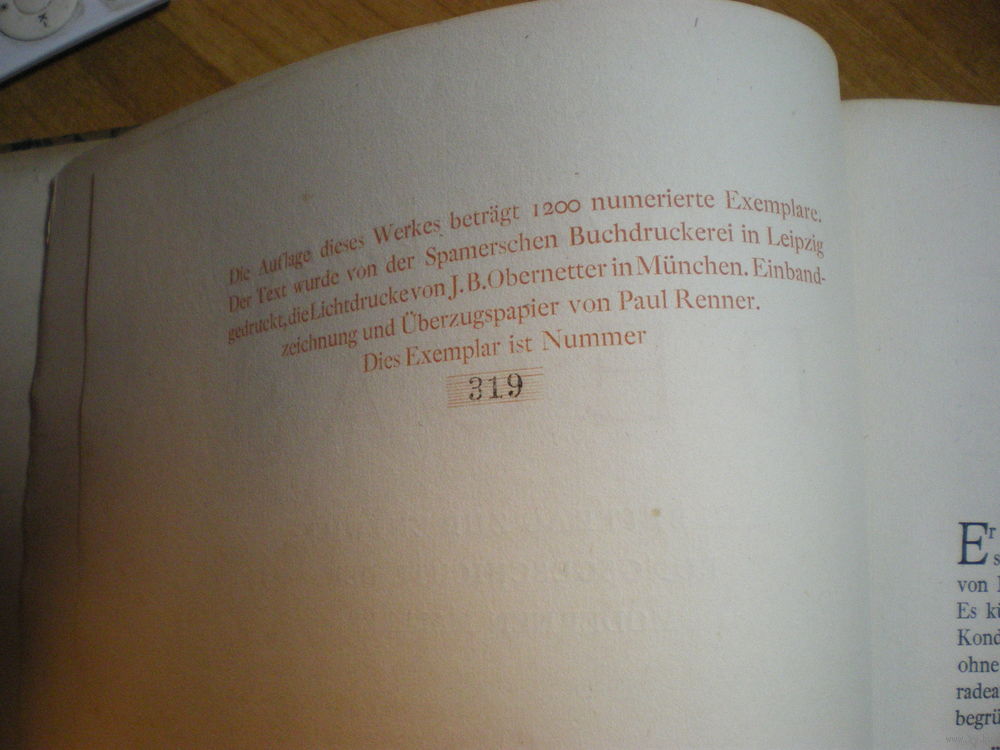 Die Auflage dieses Werkes beträgt 1200 numerierte Exemplare.
Der Text wurde von der Spamerschen Buchdruckerei in Leipzig
gedruckt, die Lichtdrucke von J. B. Obernetter in München. Einband-
zeichnung und Überzugspapier von Paul Renner.
Dies Exemplar ist Nummer
319
Er
von
Es
Kond
ohne
radea
begrü